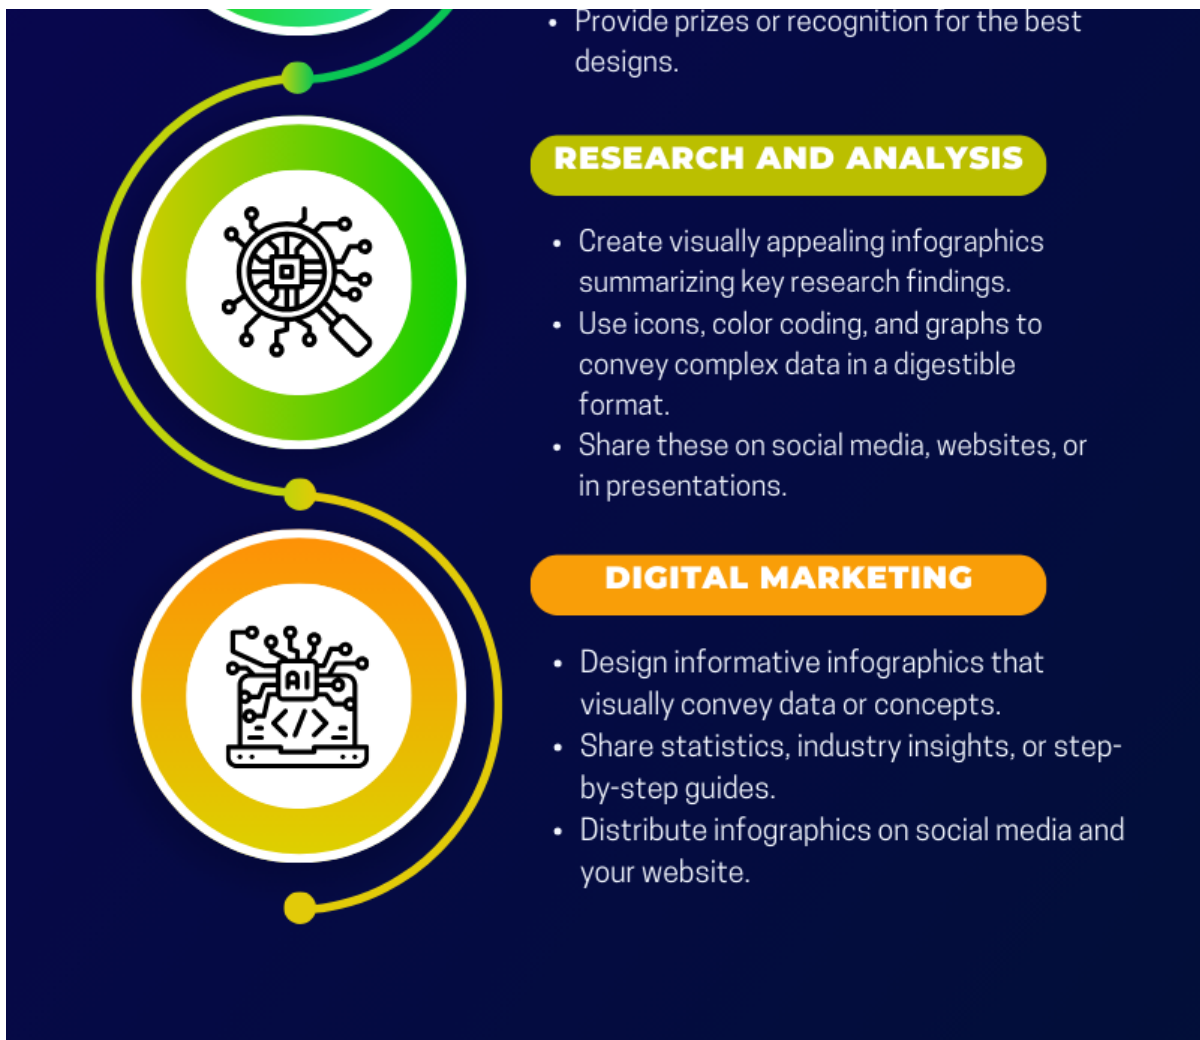 • Provide prizes or recognition for the best
designs.
RESEARCH AND ANALYSIS
• Create visually appealing infographics
summarizing key research findings.
• Use icons, color coding, and graphs to
convey complex data in a digestible
format.
• Share these on social media, websites, or
in presentations.
DIGITAL MARKETING
AI
</>
• Design informative infographics that
visually convey data or concepts.
• Share statistics, industry insights, or step-
by-step guides.
• Distribute infographics on social media and
your website.